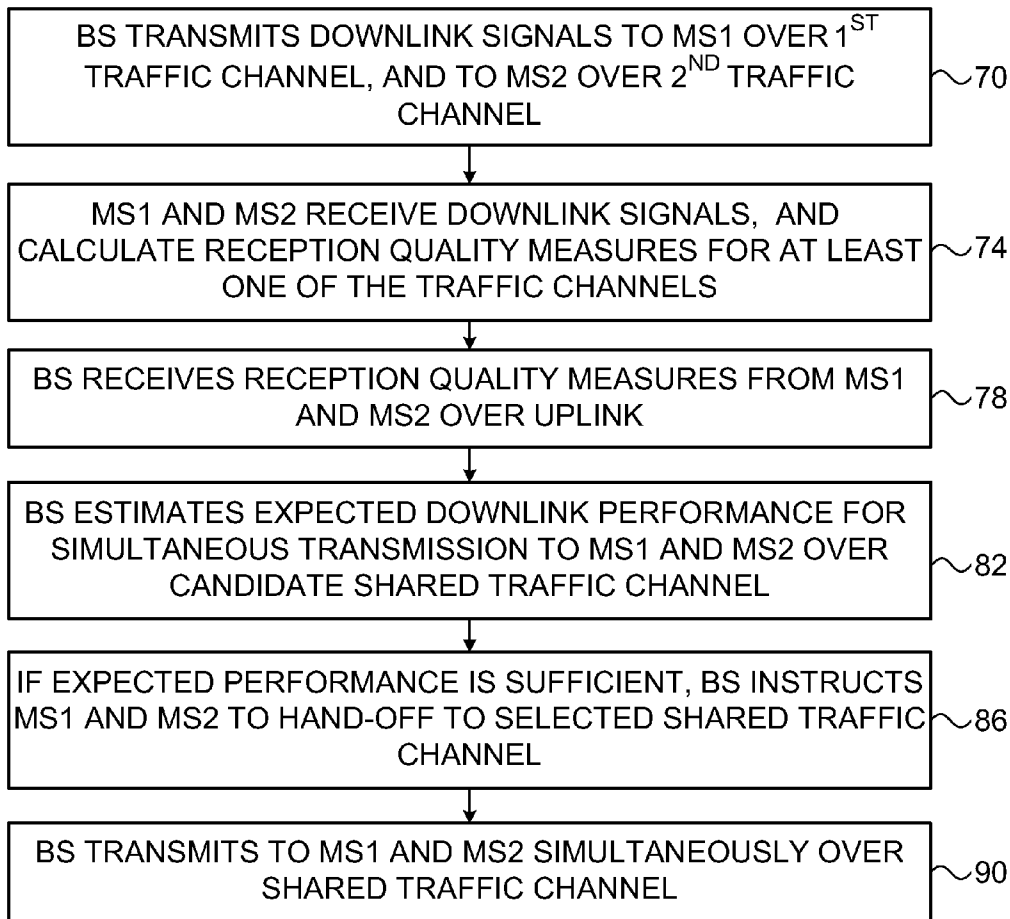 BS TRANSMITS DOWNLINK SIGNALS TO MS1 OVER 1ST
TRAFFIC CHANNEL, AND TO MS2 OVER 2ND TRAFFIC
CHANNEL
70
MS1 AND MS2 RECEIVE DOWNLINK SIGNALS, AND
CALCULATE RECEPTION QUALITY MEASURES FOR AT LEAST
ONE OF THE TRAFFIC CHANNELS
74
BS RECEIVES RECEPTION QUALITY MEASURES FROM MS1
AND MS2 OVER UPLINK
78
BS ESTIMATES EXPECTED DOWNLINK PERFORMANCE FOR
SIMULTANEOUS TRANSMISSION TO MS1 AND MS2 OVER
CANDIDATE SHARED TRAFFIC CHANNEL
82
IF EXPECTED PERFORMANCE IS SUFFICIENT, BS INSTRUCTS
MS1 AND MS2 TO HAND-OFF TO SELECTED SHARED TRAFFIC
CHANNEL
86
BS TRANSMITS TO MS1 AND MS2 SIMULTANEOUSLY OVER
SHARED TRAFFIC CHANNEL
90